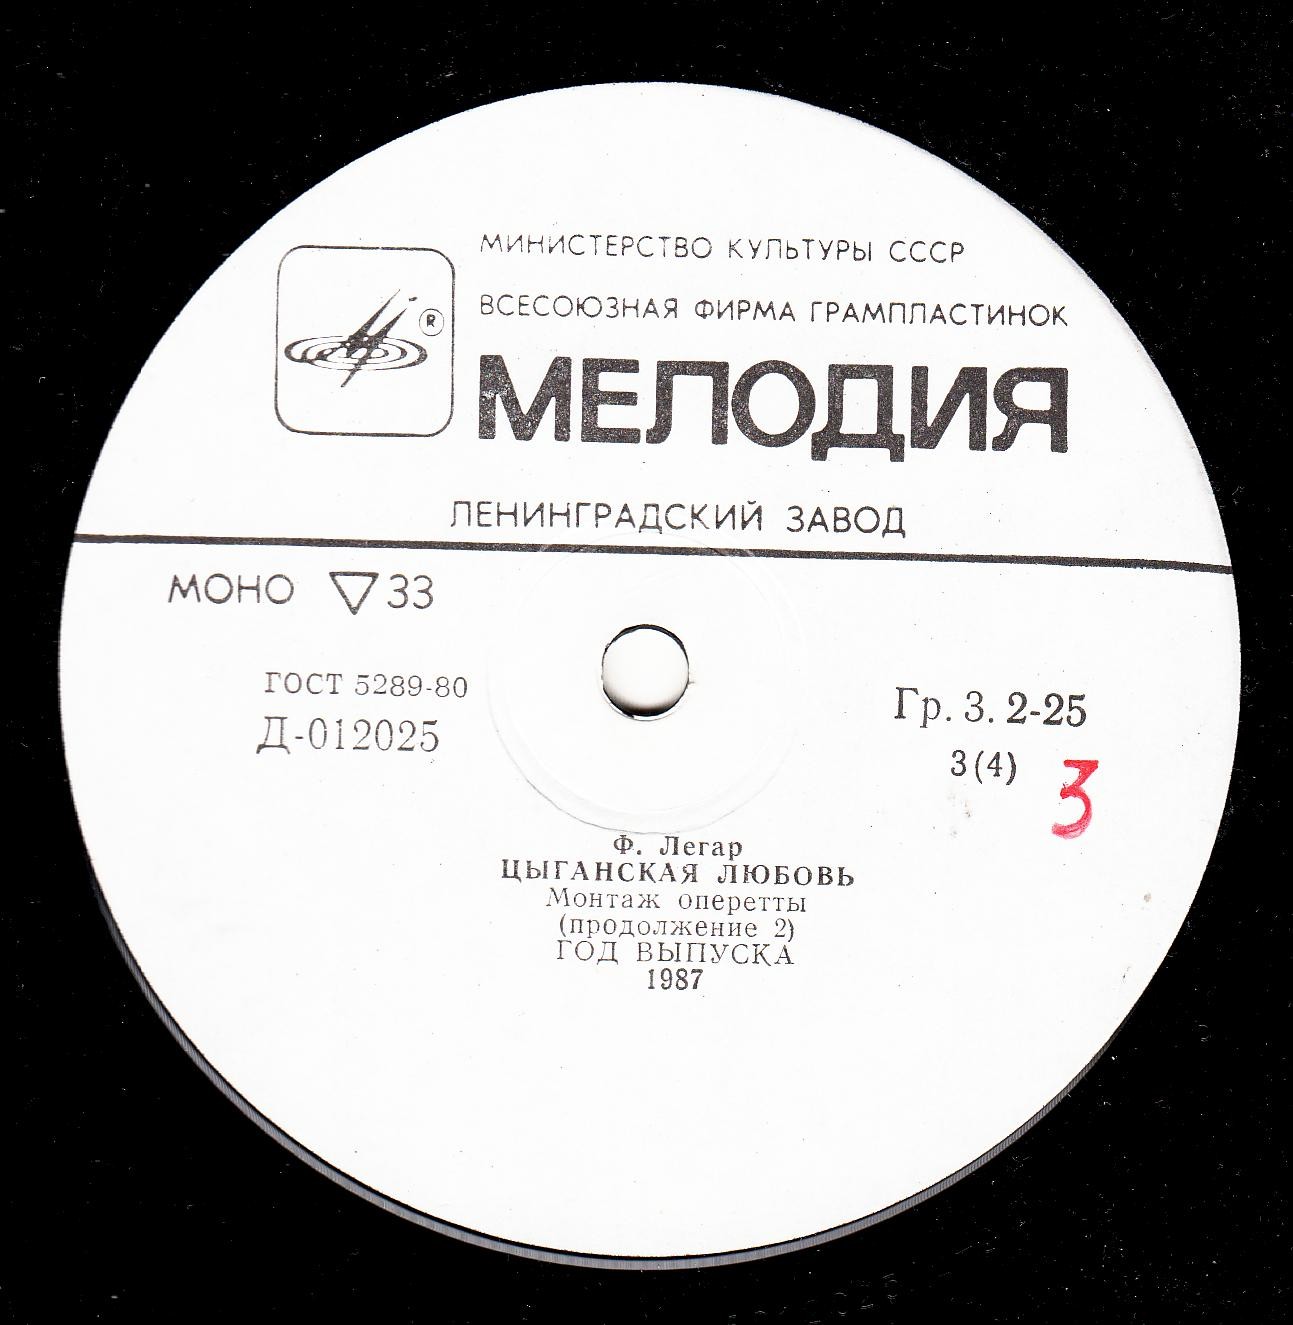 МИНИСТЕРСТВО КУЛЬТУРЫ СССР
ВСЕСОЮЗНАЯ ФИРМА ГРАМПЛАСТИНОК
®
МЕЛОДИЯ
ЛЕНИНГРАДСКИЙ ЗАВОД
МОНО ▽33
ГОСТ 5289-80
Д-012025
Гр. 3. 2-25
3(4)
3
Ф. Легар
ЦЫГАНСКАЯ ЛЮБОВЬ
Монтаж оперетты
(продолжение 2)
ГОД ВЫПУСКА
1987